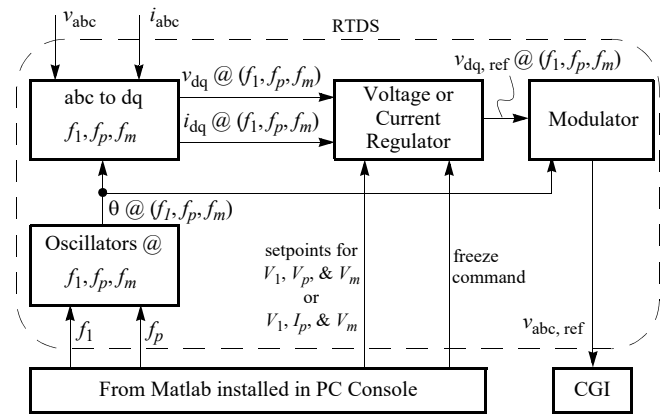 v_abc
i_abc
RTDS
abc to dq
f_1, f_p, f_m
v_dq @ (f_1, f_p, f_m)
i_dq @ (f_1, f_p, f_m)
Voltage or
Current
Regulator
v_dq, ref @ (f_1, f_p, f_m)
Modulator
θ @ (f_I, f_p, f_m)
Oscillators @
f_1, f_p, f_m
setpoints for
V_1, V_p, & V_m
or
V_1, I_p, & V_m
freeze
command
f_1
f_p
v_abc, ref
From Matlab installed in PC Console
CGI